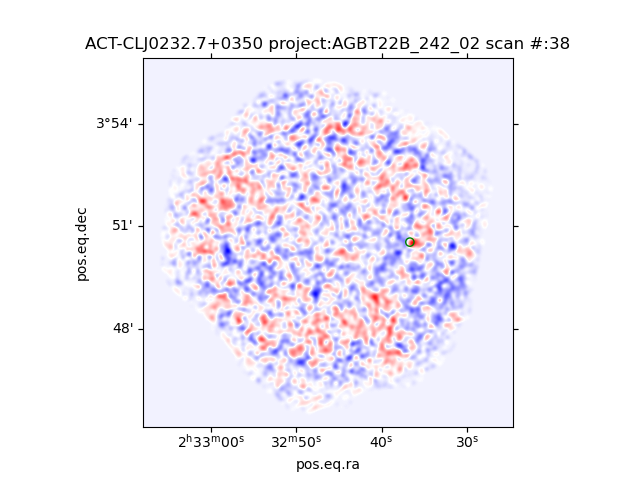 ACT-CLJ0232.7+0350 project:AGBT22B_242_02 scan #:38
3°54'
51'
48'
pos.eq.dec
2ʰ33ᵐ00ˢ 32ᵐ50ˢ 40ˢ 30ˢ
pos.eq.ra